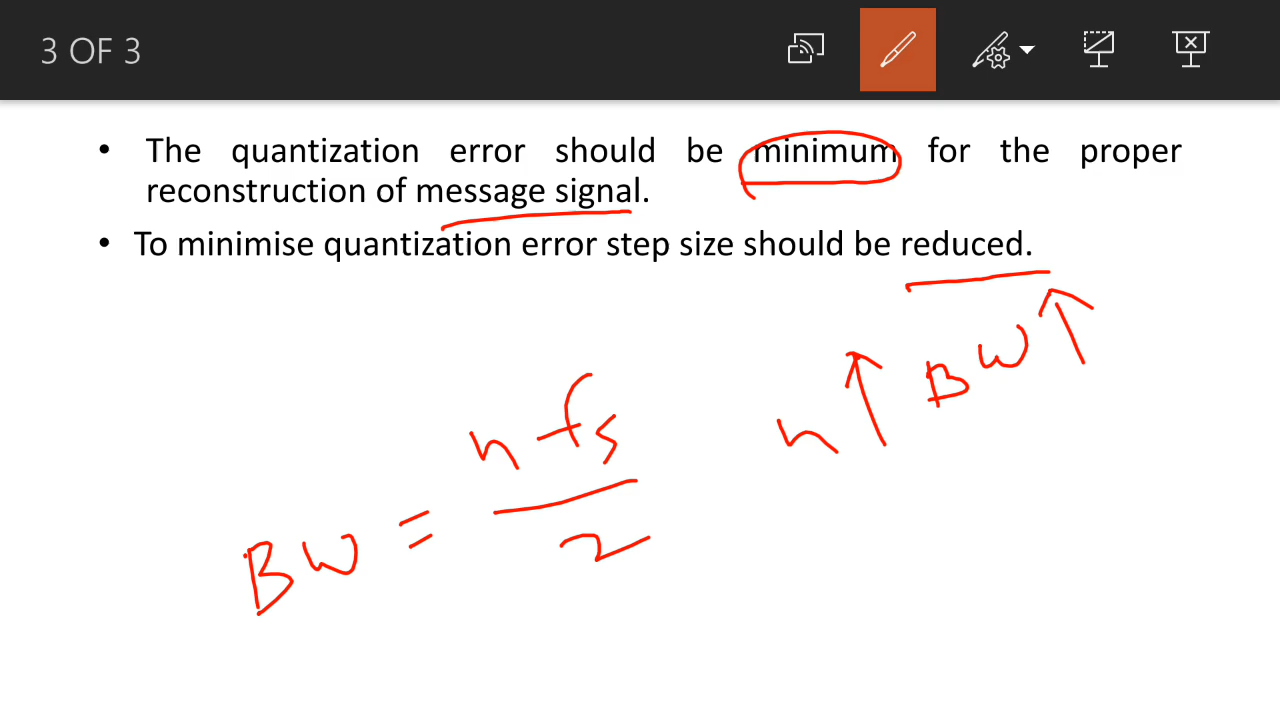 3 OF 3
• The quantization error should be minimum for the proper
reconstruction of message signal.
• To minimise quantization error step size should be reduced.
n↑ BW↑
BW = n fs / 2